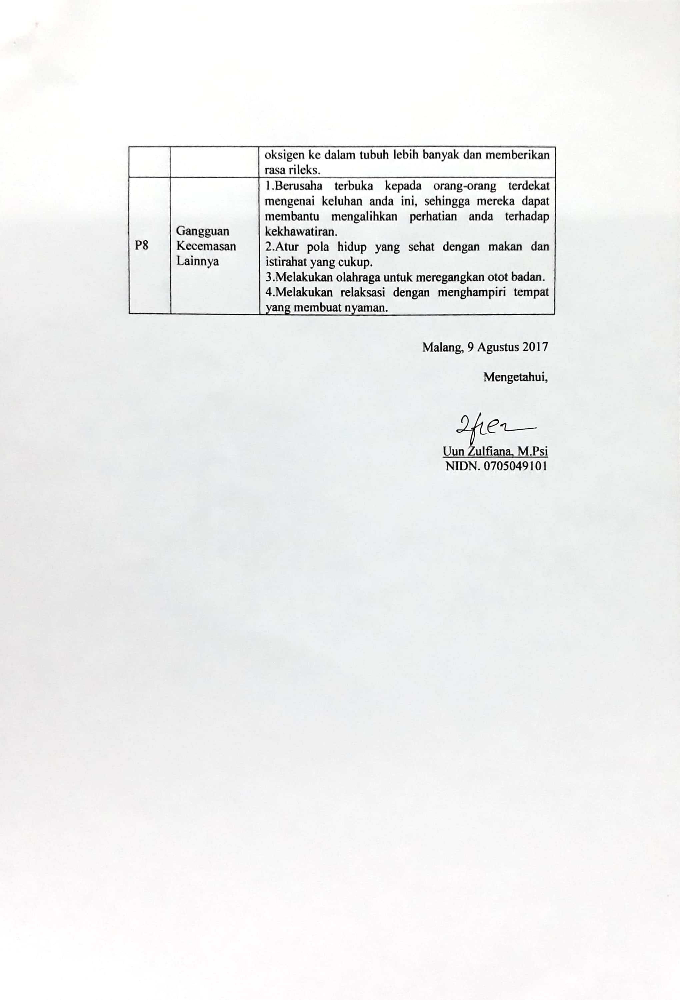 oksigen ke dalam tubuh lebih banyak dan memberikan
rasa rileks.
P8
Gangguan
Kecemasan
Lainnya
1.Berusaha terbuka kepada orang-orang terdekat
mengenai keluhan anda ini, sehingga mereka dapat
membantu mengalihkan perhatian anda terhadap
kekhawatiran.
2.Atur pola hidup yang sehat dengan makan dan
istirahat yang cukup.
3.Melakukan olahraga untuk meregangkan otot badan.
4.Melakukan relaksasi dengan menghampiri tempat
yang membuat nyaman.
Malang, 9 Agustus 2017
Mengetahui,
Uun Zulfiana, M.Psi
NIDN. 0705049101